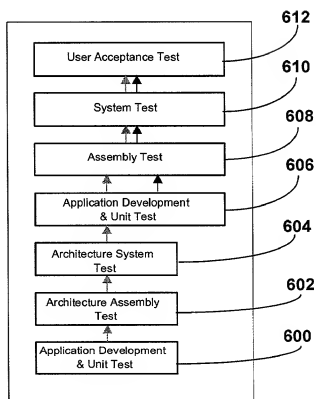 612
User Acceptance Test
610
System Test
608
Assembly Test
606
Application Development
& Unit Test
604
Architecture System
Test
602
Architecture Assembly
Test
600
Application Development
& Unit Test